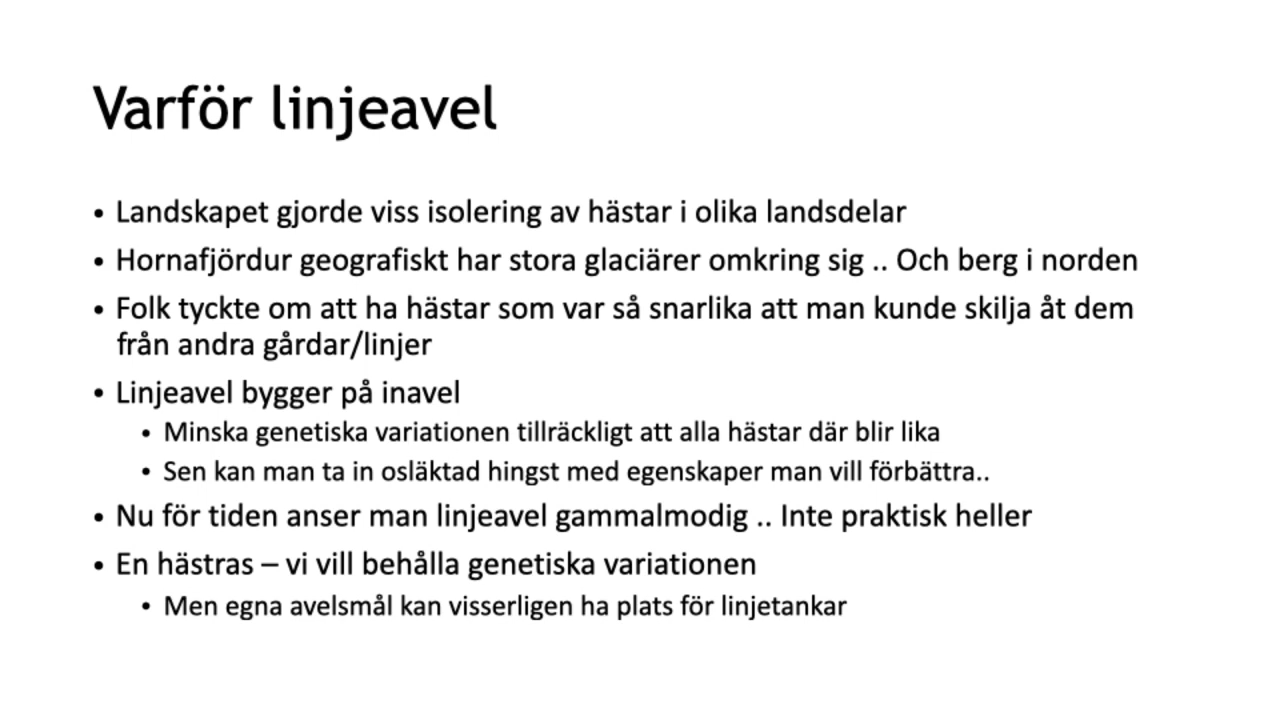 Varför linjeavel
• Landskapet gjorde viss isolering av hästar i olika landsdelar
• Hornafjördur geografiskt har stora glaciärer omkring sig .. Och berg i norden
• Folk tyckte om att ha hästar som var så snarlika att man kunde skilja åt dem
från andra gårdar/linjer
• Linjeavel bygger på inavel
• Minska genetiska variationen tillräckligt att alla hästar där blir lika
• Sen kan man ta in osläktad hingst med egenskaper man vill förbättra..
• Nu för tiden anser man linjeavel gammalmodig .. Inte praktisk heller
• En hästras – vi vill behålla genetiska variationen
• Men egna avelsmål kan visserligen ha plats för linjetankar